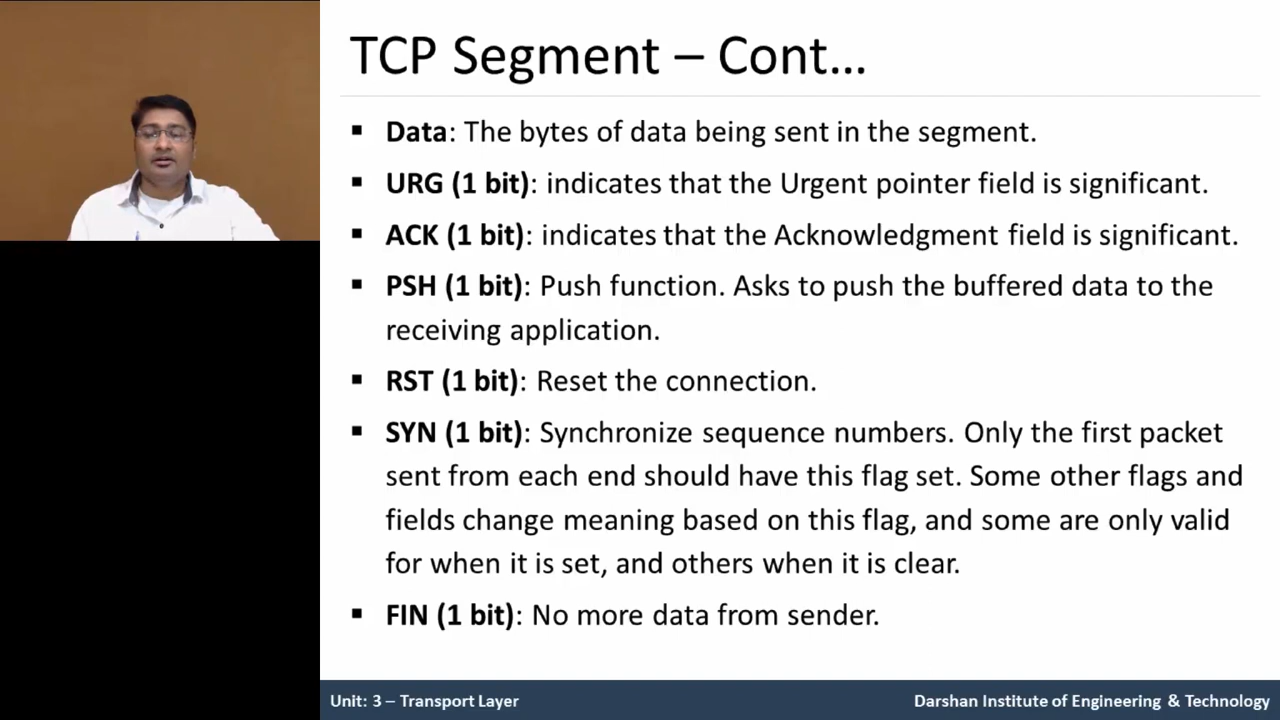 TCP Segment – Cont…
▪ Data: The bytes of data being sent in the segment.
▪ URG (1 bit): indicates that the Urgent pointer field is significant.
▪ ACK (1 bit): indicates that the Acknowledgment field is significant.
▪ PSH (1 bit): Push function. Asks to push the buffered data to the
receiving application.
▪ RST (1 bit): Reset the connection.
▪ SYN (1 bit): Synchronize sequence numbers. Only the first packet
sent from each end should have this flag set. Some other flags and
fields change meaning based on this flag, and some are only valid
for when it is set, and others when it is clear.
▪ FIN (1 bit): No more data from sender.
Unit: 3 – Transport Layer
Darshan Institute of Engineering & Technology